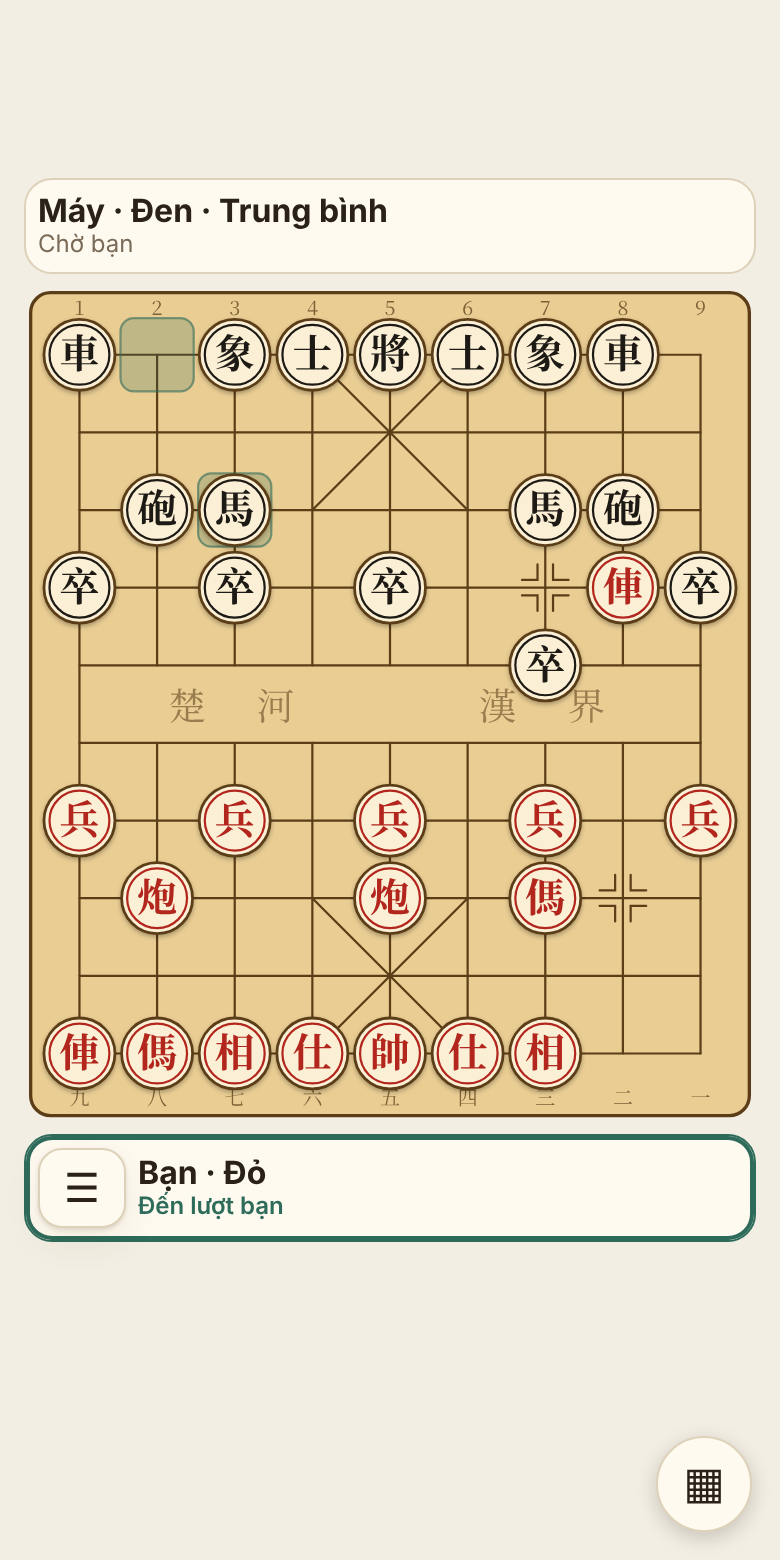 Máy · Đen · Trung bình
Chờ bạn
1 2 3 4 5 6 7 8 9
車 象 士 將 士 象 車
砲 馬 馬 砲
卒 卒 卒 俥 卒
卒
楚 河 漢 界
兵 兵 兵 兵 兵
炮 炮 傌
俥 傌 相 仕 帥 仕 相
九 八 七 六 五 四 三 二 一
Bạn · Đỏ
Đến lượt bạn